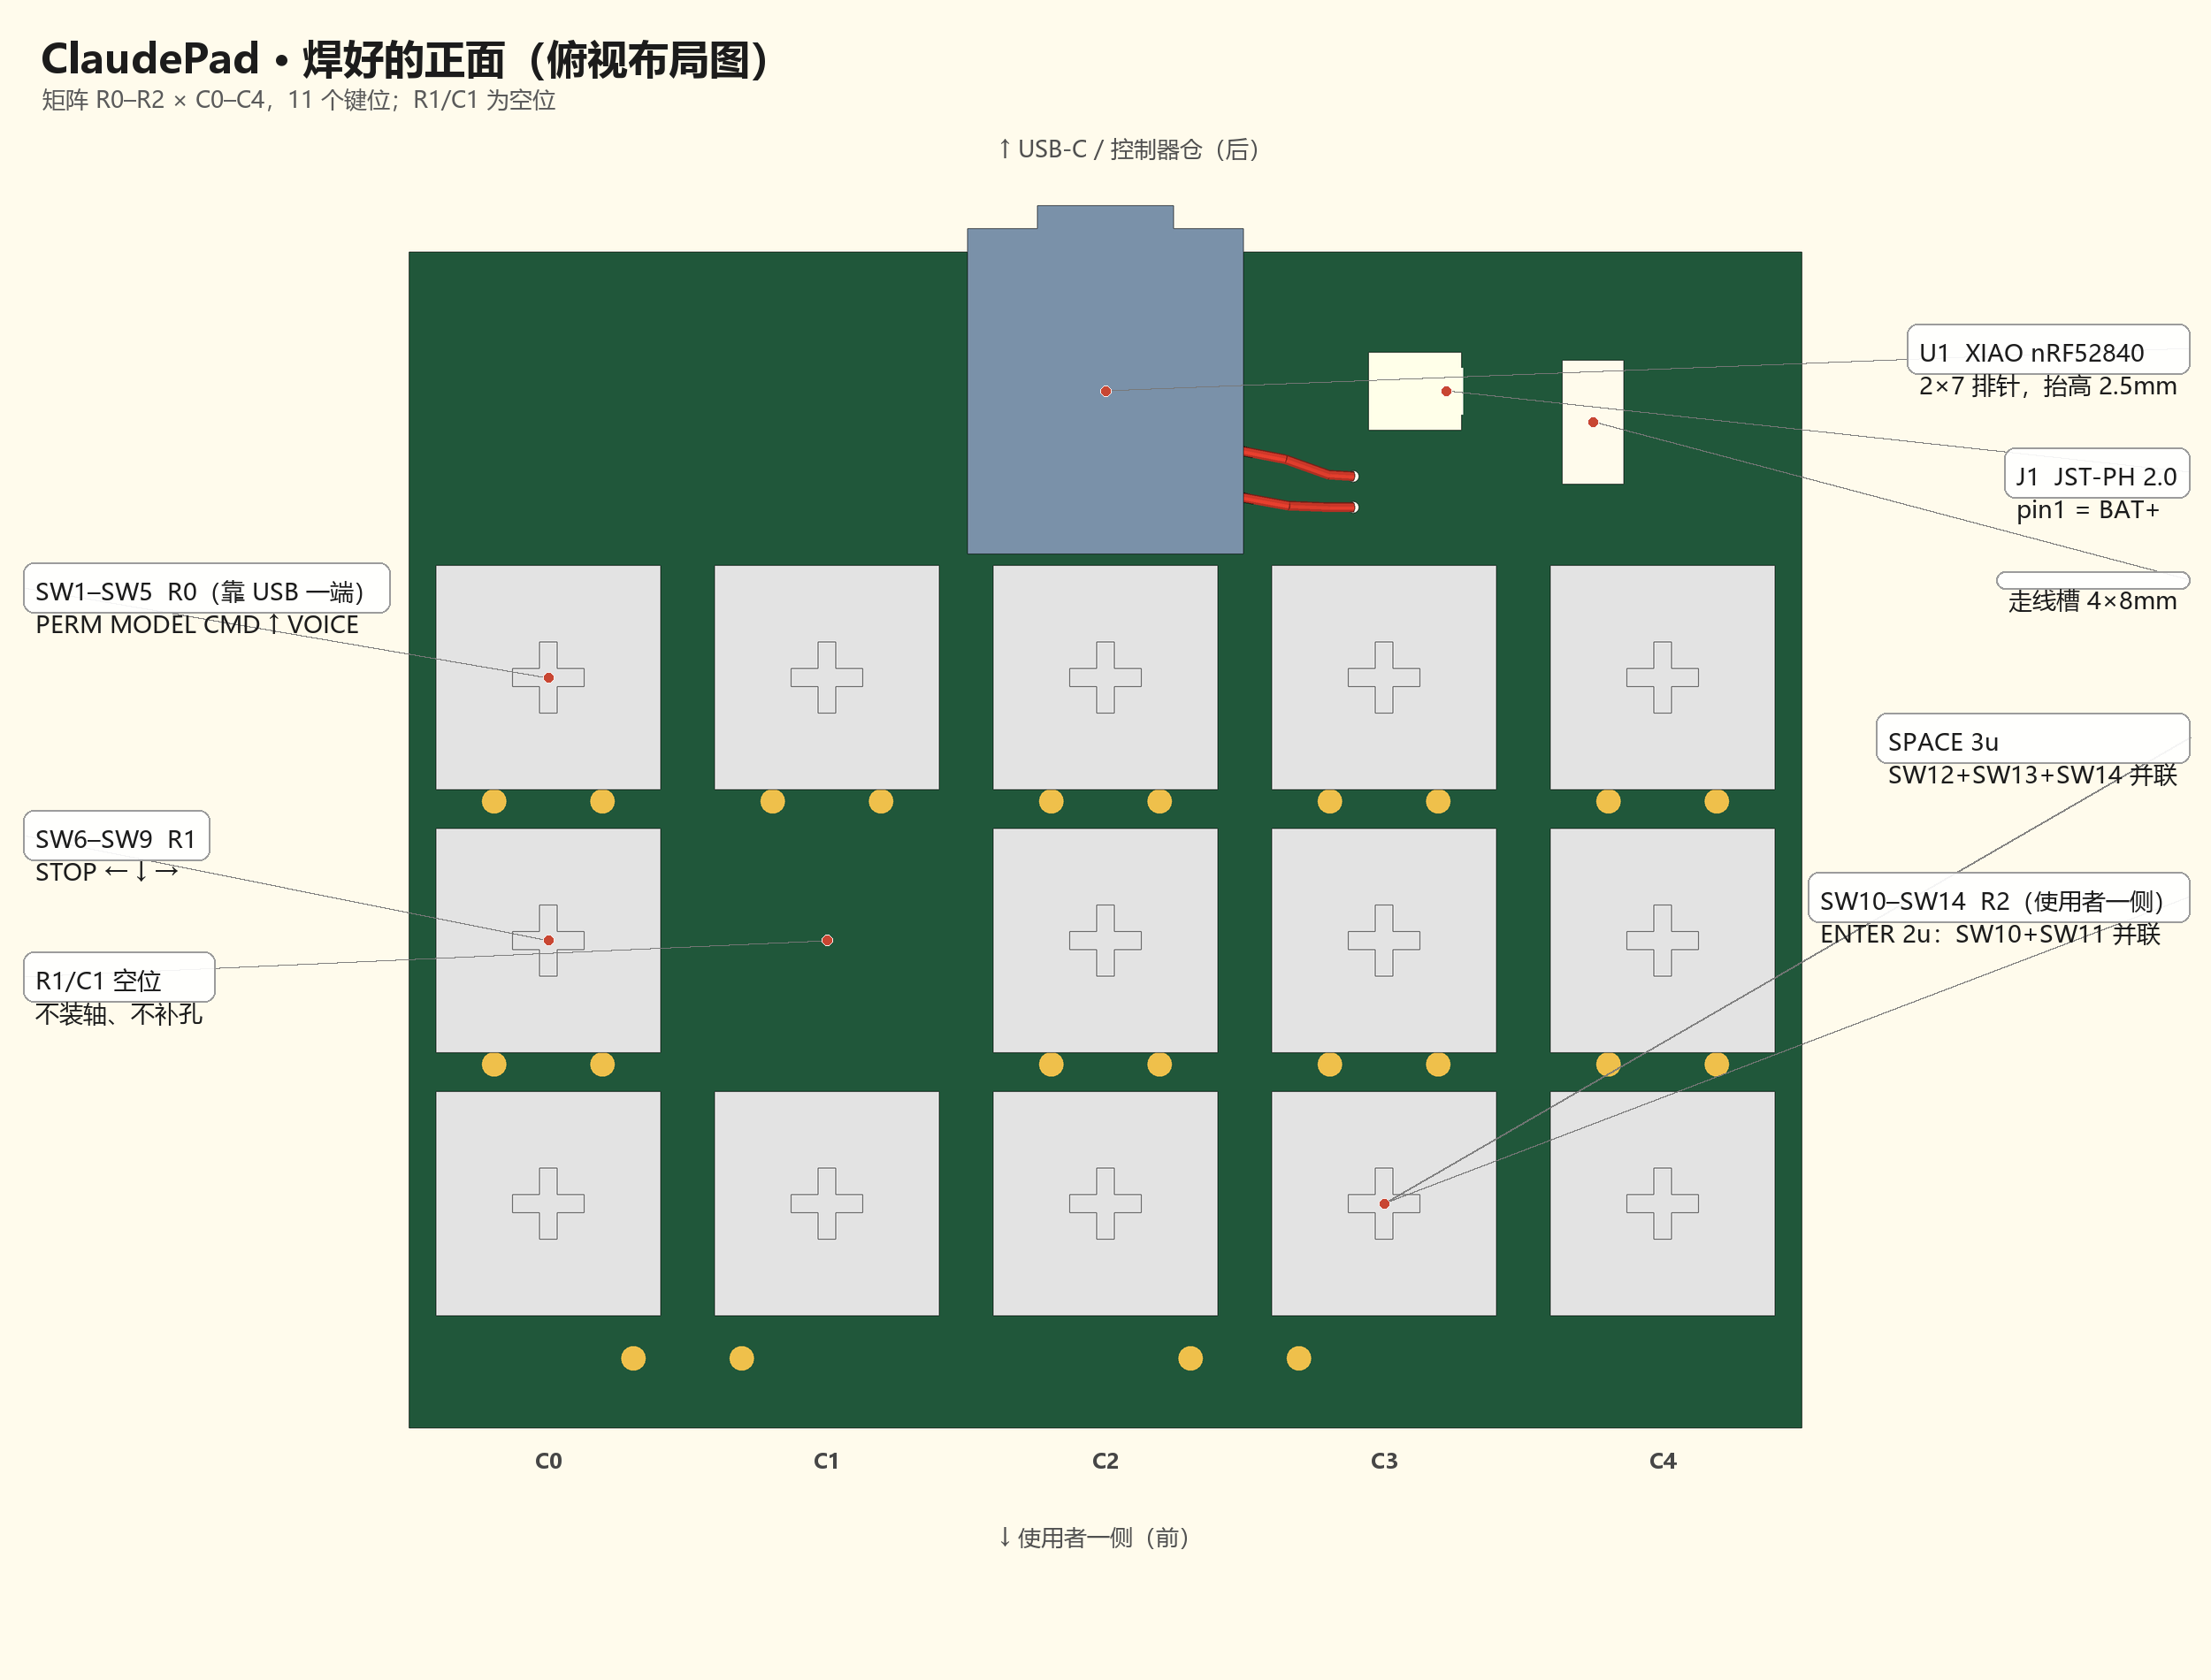 ClaudePad · 焊好的正面（俯视布局图）
矩阵 R0–R2 × C0–C4，11 个键位；R1/C1 为空位
↑ USB-C / 控制器仓（后）
U1  XIAO nRF52840
2×7 排针，抬高 2.5mm
J1  JST-PH 2.0
pin1 = BAT+
走线槽 4×8mm
SW1–SW5  R0（靠 USB 一端）
PERM MODEL CMD ↑ VOICE
SPACE 3u
SW12+SW13+SW14 并联
SW6–SW9  R1
STOP ← ↓ →
SW10–SW14  R2（使用者一侧）
ENTER 2u：SW10+SW11 并联
R1/C1 空位
不装轴、不补孔
C0
C1
C2
C3
C4
↓ 使用者一侧（前）